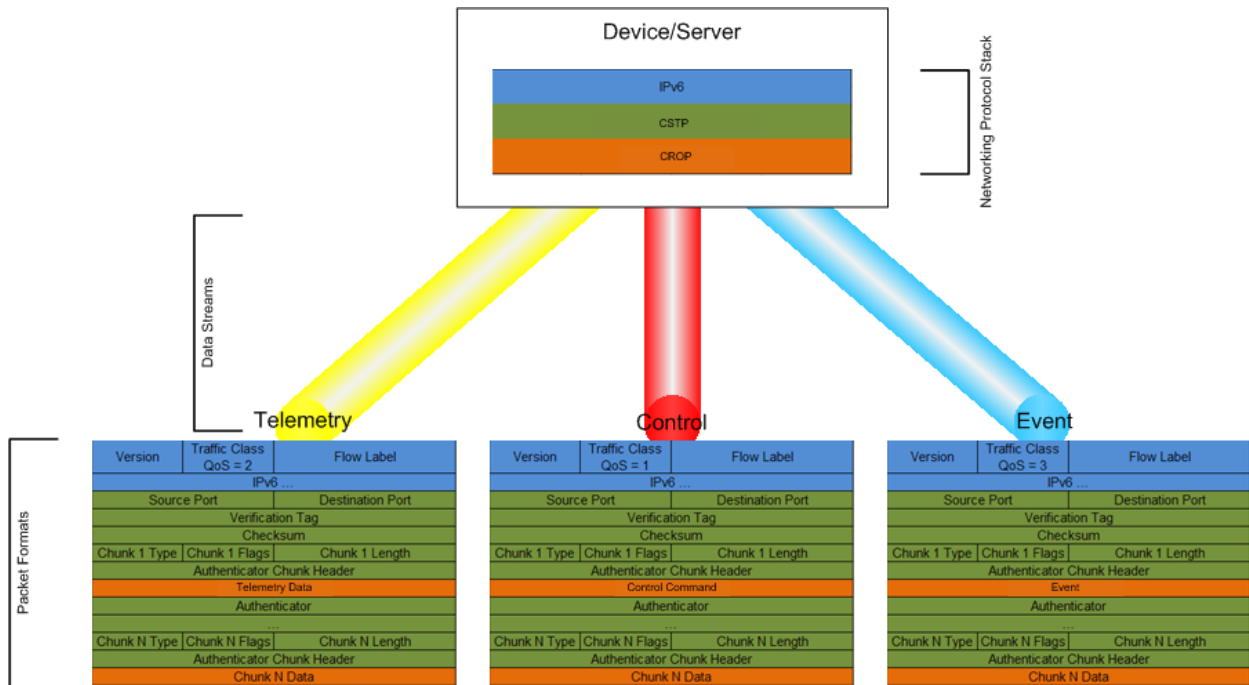 Device/Server
IPv6
CSTP
CROP
Networking Protocol Stack
Data Streams
Telemetry
Control
Event
Packet Formats
Version
Traffic Class
QoS = 2
Flow Label
IPv6 ...
Source Port
Destination Port
Verification Tag
Checksum
Chunk 1 Type
Chunk 1 Flags
Chunk 1 Length
Authenticator Chunk Header
Telemetry Data
Authenticator
...
Chunk N Type
Chunk N Flags
Chunk N Length
Authenticator Chunk Header
Chunk N Data
Version
Traffic Class
QoS = 1
Flow Label
IPv6 ...
Source Port
Destination Port
Verification Tag
Checksum
Chunk 1 Type
Chunk 1 Flags
Chunk 1 Length
Authenticator Chunk Header
Control Command
Authenticator
...
Chunk N Type
Chunk N Flags
Chunk N Length
Authenticator Chunk Header
Chunk N Data
Version
Traffic Class
QoS = 3
Flow Label
IPv6 ...
Source Port
Destination Port
Verification Tag
Checksum
Chunk 1 Type
Chunk 1 Flags
Chunk 1 Length
Authenticator Chunk Header
Event
Authenticator
...
Chunk N Type
Chunk N Flags
Chunk N Length
Authenticator Chunk Header
Chunk N Data